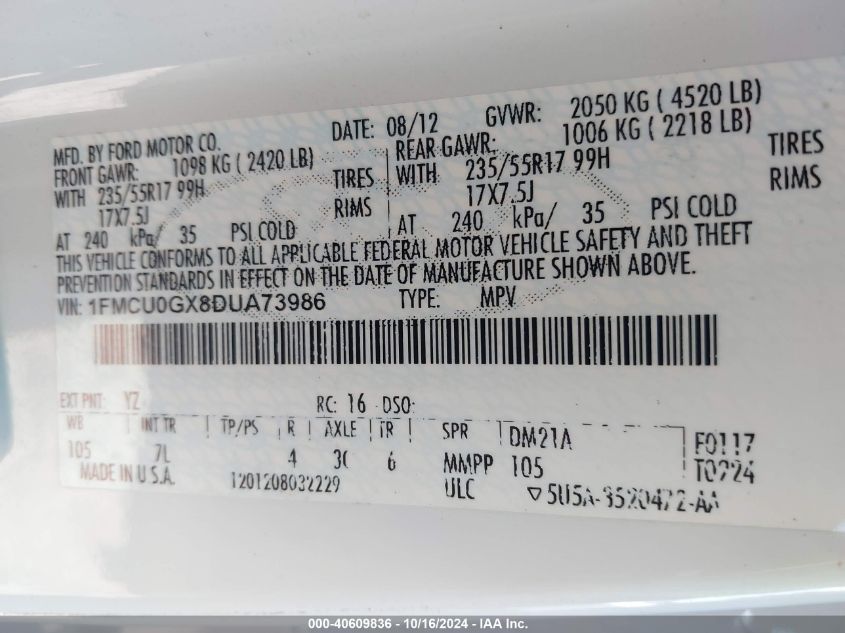 MFD. BY FORD MOTOR CO. DATE: 08/12 GVWR: 2050 KG ( 4520 LB)
FRONT GAWR: 1098 KG ( 2420 LB) REAR GAWR: 1006 KG ( 2218 LB)
WITH 235/55R17 99H TIRES WITH 235/55R17 99H TIRES
17X7.5J RIMS 17X7.5J RIMS
AT 240 kPa/ 35 PSI COLD AT 240 kPa/ 35 PSI COLD
THIS VEHICLE CONFORMS TO ALL APPLICABLE FEDERAL MOTOR VEHICLE SAFETY AND THEFT
PREVENTION STANDARDS IN EFFECT ON THE DATE OF MANUFACTURE SHOWN ABOVE.
VIN: 1FMCU0GX8DUA73986 TYPE: MPV
EXT PNT: YZ RC: 16 DSO:
WB INT TR TP/PS R AXLE TR SPR DM21A F0117
105 7L 4 6 MMPP 105 T0224
MADE IN U.S.A. 1201208032229 ULC
000-40609836 - 10/16/2024 - IAA Inc.